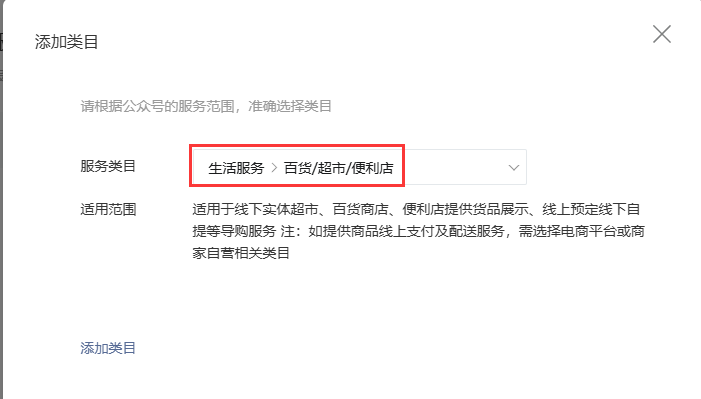 添加类目
请根据公众号的服务范围，准确选择类目
服务类目
生活服务 > 百货/超市/便利店
适用范围
适用于线下实体超市、百货商店、便利店提供货品展示、线上预定线下自
提等导购服务 注：如提供商品线上支付及配送服务，需选择电商平台或商
家自营相关类目
添加类目